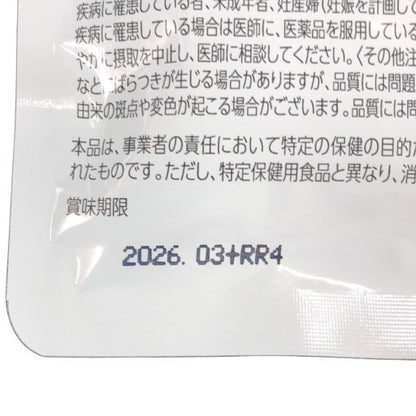 疾病に罹患している者、未成年者、妊産婦(妊娠を計画して
疾病に罹患している場合は医師に、医薬品を服用している
やかに摂取を中止し、医師に相談してください。〈その他注
など、ばらつきが生じる場合がありますが、品質には問題
由来の斑点や変色が起こる場合がございます。品質には問
本品は、事業者の責任において特定の保健の目的が
れたものです。ただし、特定保健用食品と異なり、消
賞味期限
2026. 03+RR4